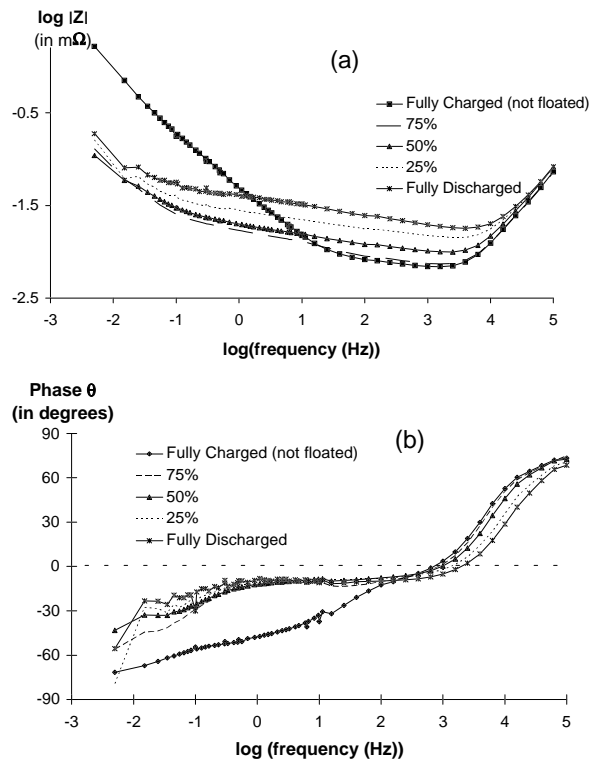 log |Z|
(in mΩ)
(a)
Fully Charged (not floated)
75%
50%
25%
Fully Discharged
-0.5
-1.5
-2.5
-3 -2 -1 0 1 2 3 4 5
log(frequency (Hz))
Phase θ
(in degrees)
(b)
90
60
30
0
-30
-60
-90
Fully Charged (not floated)
75%
50%
25%
Fully Discharged
-3 -2 -1 0 1 2 3 4 5
log (frequency (Hz))